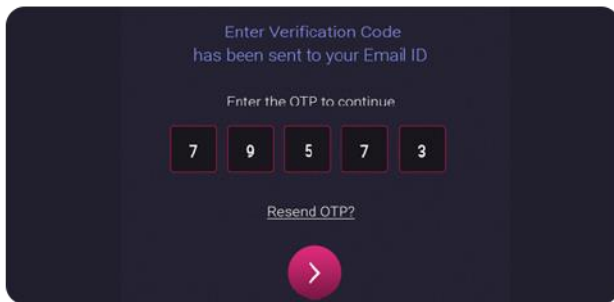 Enter Verification Code
has been sent to your Email ID
Enter the OTP to continue
7 9 5 7 3
Resend OTP?